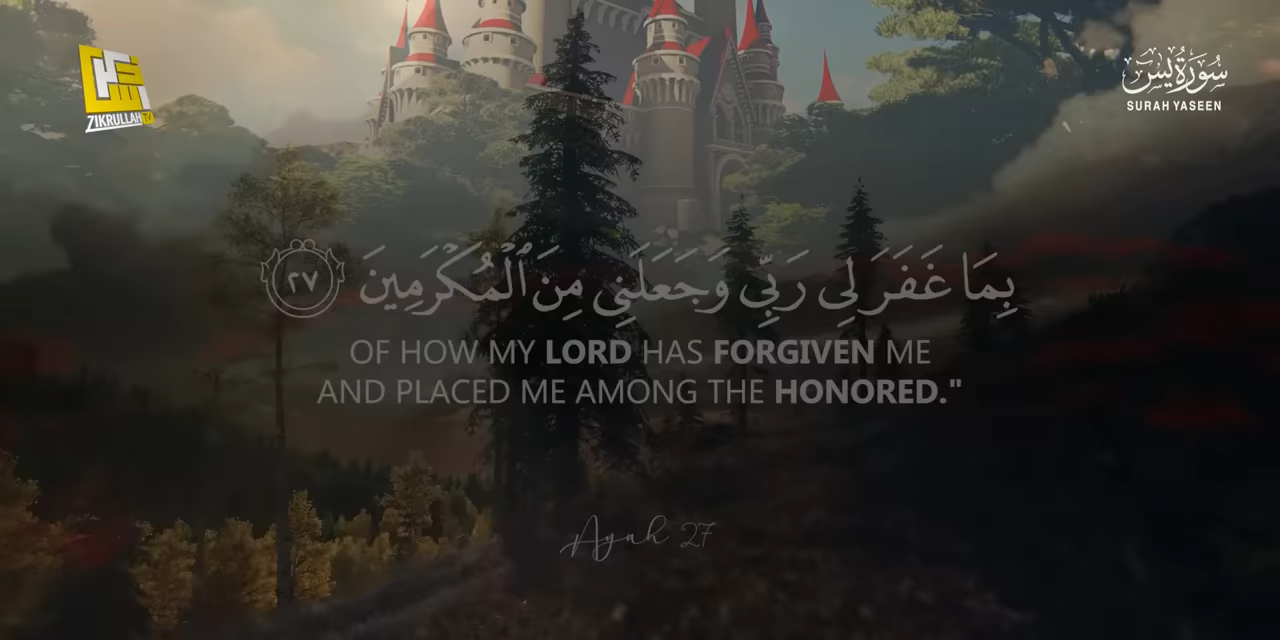 ZIKRULLAH TV
سُورَةُ يٰسٓ
SURAH YASEEN
بِمَا غَفَرَ لِي رَبِّي وَجَعَلَنِي مِنَ ٱلْمُكْرَمِينَ ٢٧
OF HOW MY LORD HAS FORGIVEN ME
AND PLACED ME AMONG THE HONORED."
Ayah 27